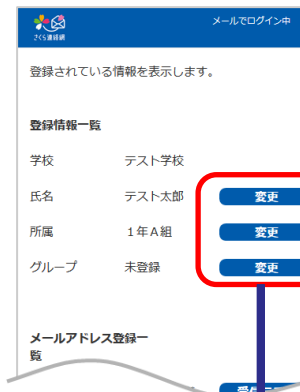 さくら連絡網
メールでログイン中
登録されている情報を表示します。
登録情報一覧
学校 テスト学校
氏名 テスト太郎 変更
所属 1年A組 変更
グループ 未登録 変更
メールアドレス登録一
覧